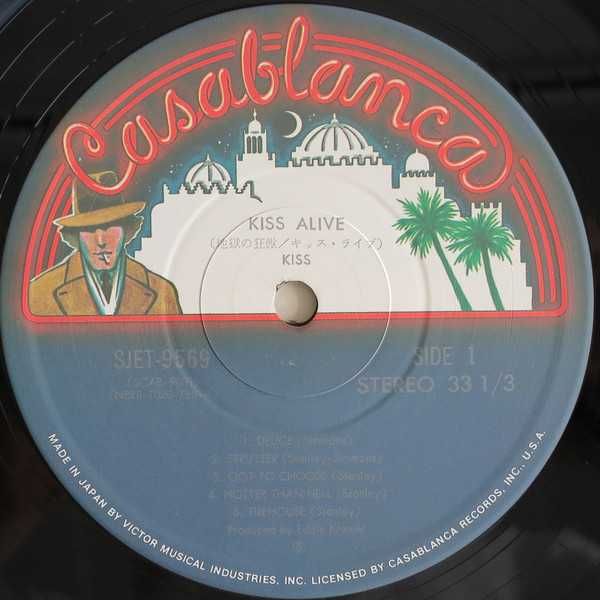 Casablanca
KISS ALIVE
(地獄の狂獣/キッス・ライブ)
KISS
SJET-9569 SIDE 1
STEREO 33 1/3
1. DEUCE (Simmons)
2. STRUTTER (Stanley-Simmons)
3. GOT TO CHOOSE (Stanley)
4. HOTTER THAN HELL (Stanley)
5. FIREHOUSE (Stanley)
Produced by Eddie Kramer
Ⓟ
MADE IN JAPAN BY VICTOR MUSICAL INDUSTRIES, INC. LICENSED BY CASABLANCA RECORDS, INC., U.S.A.